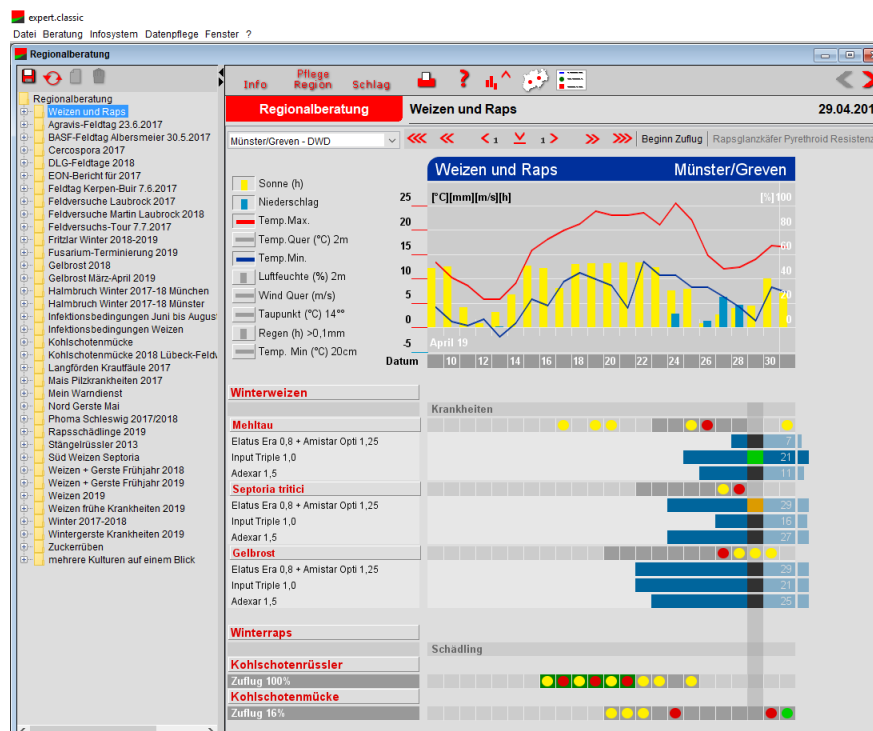 expert.classic
Datei Beratung Infosystem Datenpflege Fenster ?
Regionalberatung
Info Pflege Region Schlag
Regionalberatung Weizen und Raps 29.04.201
Münster/Greven - DWD 1 1 Beginn Zuflug Rapsglanzkäfer Pyrethroid Resistenz
Regionalberatung
Weizen und Raps
Agravis-Feldtag 23.6.2017
BASF-Feldtag Albersmeier 30.5.2017
Cercospora 2017
DLG-Feldtage 2018
EON-Bericht für 2017
Feldtag Kerpen-Buir 7.6.2017
Feldversuche Laubrock 2017
Feldversuche Martin Laubrock 2018
Feldversuchs-Tour 7.7.2017
Fritzlar Winter 2018-2019
Fusarium-Terminierung 2019
Gelbrost 2018
Gelbrost März-April 2019
Halmbruch Winter 2017-18 München
Halmbruch Winter 2017-18 Münster
Infektionsbedingungen Juni bis Augus
Infektionsbedingungen Weizen
Kohlschotenmücke
Kohlschotenmücke 2018 Lübeck-Feldv
Langförden Krautfäule 2017
Mais Pilzkrankheiten 2017
Mein Warndienst
Nord Gerste Mai
Phoma Schleswig 2017/2018
Rapsschädlinge 2019
Stängelrüssler 2013
Süd Weizen Septoria
Weizen + Gerste Frühjahr 2018
Weizen + Gerste Frühjahr 2019
Weizen 2019
Weizen frühe Krankheiten 2019
Winter 2017-2018
Wintergerste Krankheiten 2019
Zuckerrüben
mehrere Kulturen auf einem Blick
Weizen und Raps Münster/Greven
Sonne (h)
Niederschlag
Temp.Max.
Temp.Quer (°C) 2m
Temp.Min.
Luftfeuchte (%) 2m
Wind Quer (m/s)
Taupunkt (°C) 14°°
Regen (h) >0,1mm
Temp. Min (°C) 20cm
25 [°C][mm][m/s][h] [%] 100
20 80
15 60
10 40
5 20
0 0
-5 April 19
Datum 10 12 14 16 18 20 22 24 26 28 30
Winterweizen
Krankheiten
Mehltau
Elatus Era 0,8 + Amistar Opti 1,25 7
Input Triple 1,0 21
Adexar 1,5 11
Septoria tritici
Elatus Era 0,8 + Amistar Opti 1,25 29
Input Triple 1,0 16
Adexar 1,5 27
Gelbrost
Elatus Era 0,8 + Amistar Opti 1,25 29
Input Triple 1,0 21
Adexar 1,5 25
Winterraps
Schädling
Kohlschotenrüssler
Zuflug 100%
Kohlschotenmücke
Zuflug 16%